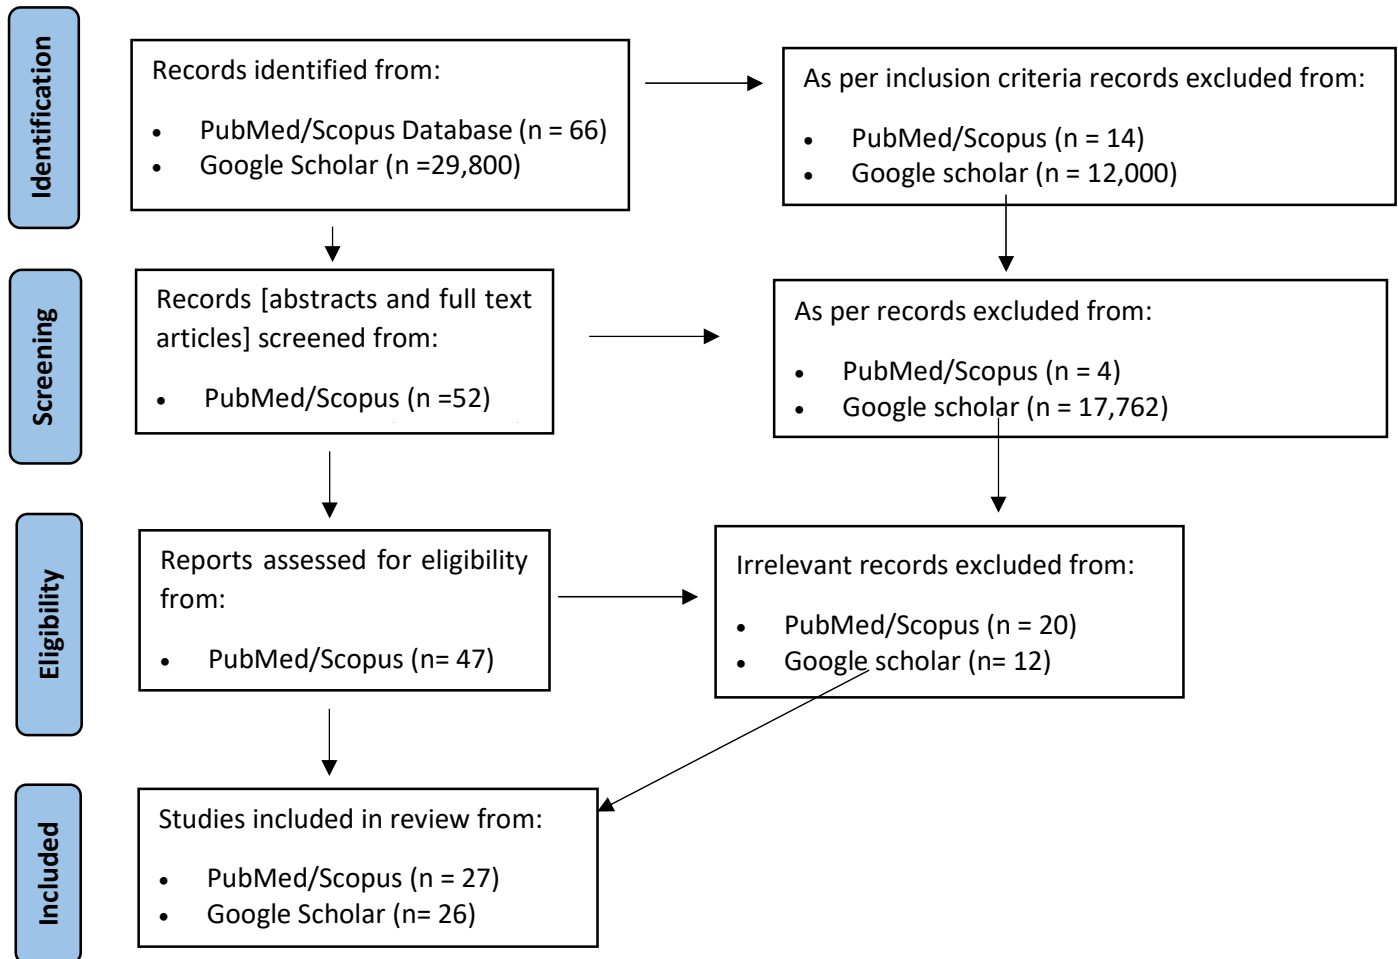 Identification
Records identified from:
• PubMed/Scopus Database (n = 66)
• Google Scholar (n =29,800)
As per inclusion criteria records excluded from:
• PubMed/Scopus (n = 14)
• Google scholar (n = 12,000)
Screening
Records [abstracts and full text
articles] screened from:
• PubMed/Scopus (n =52)
As per records excluded from:
• PubMed/Scopus (n = 4)
• Google scholar (n = 17,762)
Eligibility
Reports assessed for eligibility
from:
• PubMed/Scopus (n= 47)
Irrelevant records excluded from:
• PubMed/Scopus (n = 20)
• Google scholar (n= 12)
Included
Studies included in review from:
• PubMed/Scopus (n = 27)
• Google Scholar (n= 26)